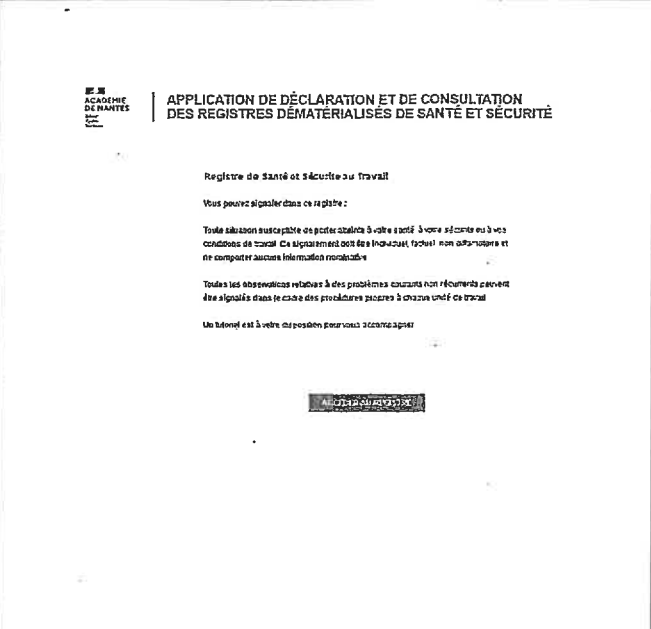 ACADÉMIE
DE NANTES
APPLICATION DE DÉCLARATION ET DE CONSULTATION
DES REGISTRES DÉMATÉRIALISÉS DE SANTÉ ET SÉCURITÉ
Registre de Santé et Sécurité au Travail
Vous pouvez signaler dans ce registre :
Toute situation susceptible de porter atteinte à votre santé à votre sécurité ou à vos
conditions de travail Ce signalement doit être individuel, factuel non diffamatoire et
ne comporter aucune information nominative
Toutes les observations relatives à des problèmes courants non récurrents peuvent
être signalés dans le cadre des procédures propres à chaque unité de travail
Un tutoriel est à votre disposition pour vous accompagner